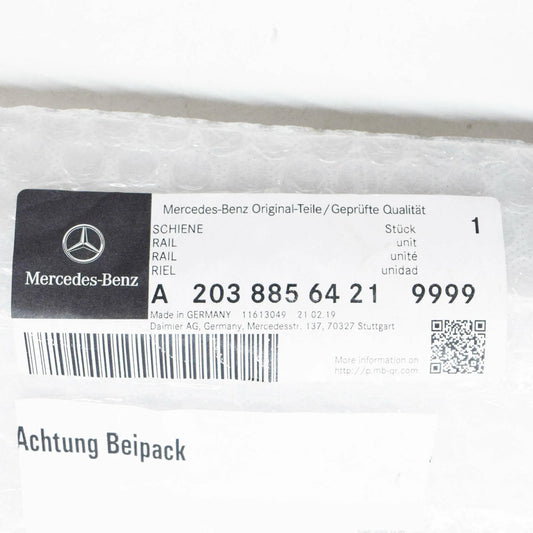 Mercedes-Benz Original-Teile/Geprüfte Qualität
SCHIENE Stück 1
RAIL unit
RAIL unité
RIEL unidad
Mercedes-Benz
A 203 885 64 21 9999
Made in GERMANY 11613049 21.02.19
Daimler AG, Germany, Mercedesstr. 137, 70327 Stuttgart
More information on
http://p.mb-qr.com
Achtung Beipack